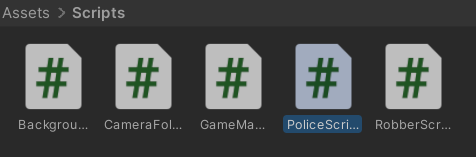 Assets > Scripts
# # # # #
Backgrou... CameraFol... GameMa... PoliceScri... RobberScr...